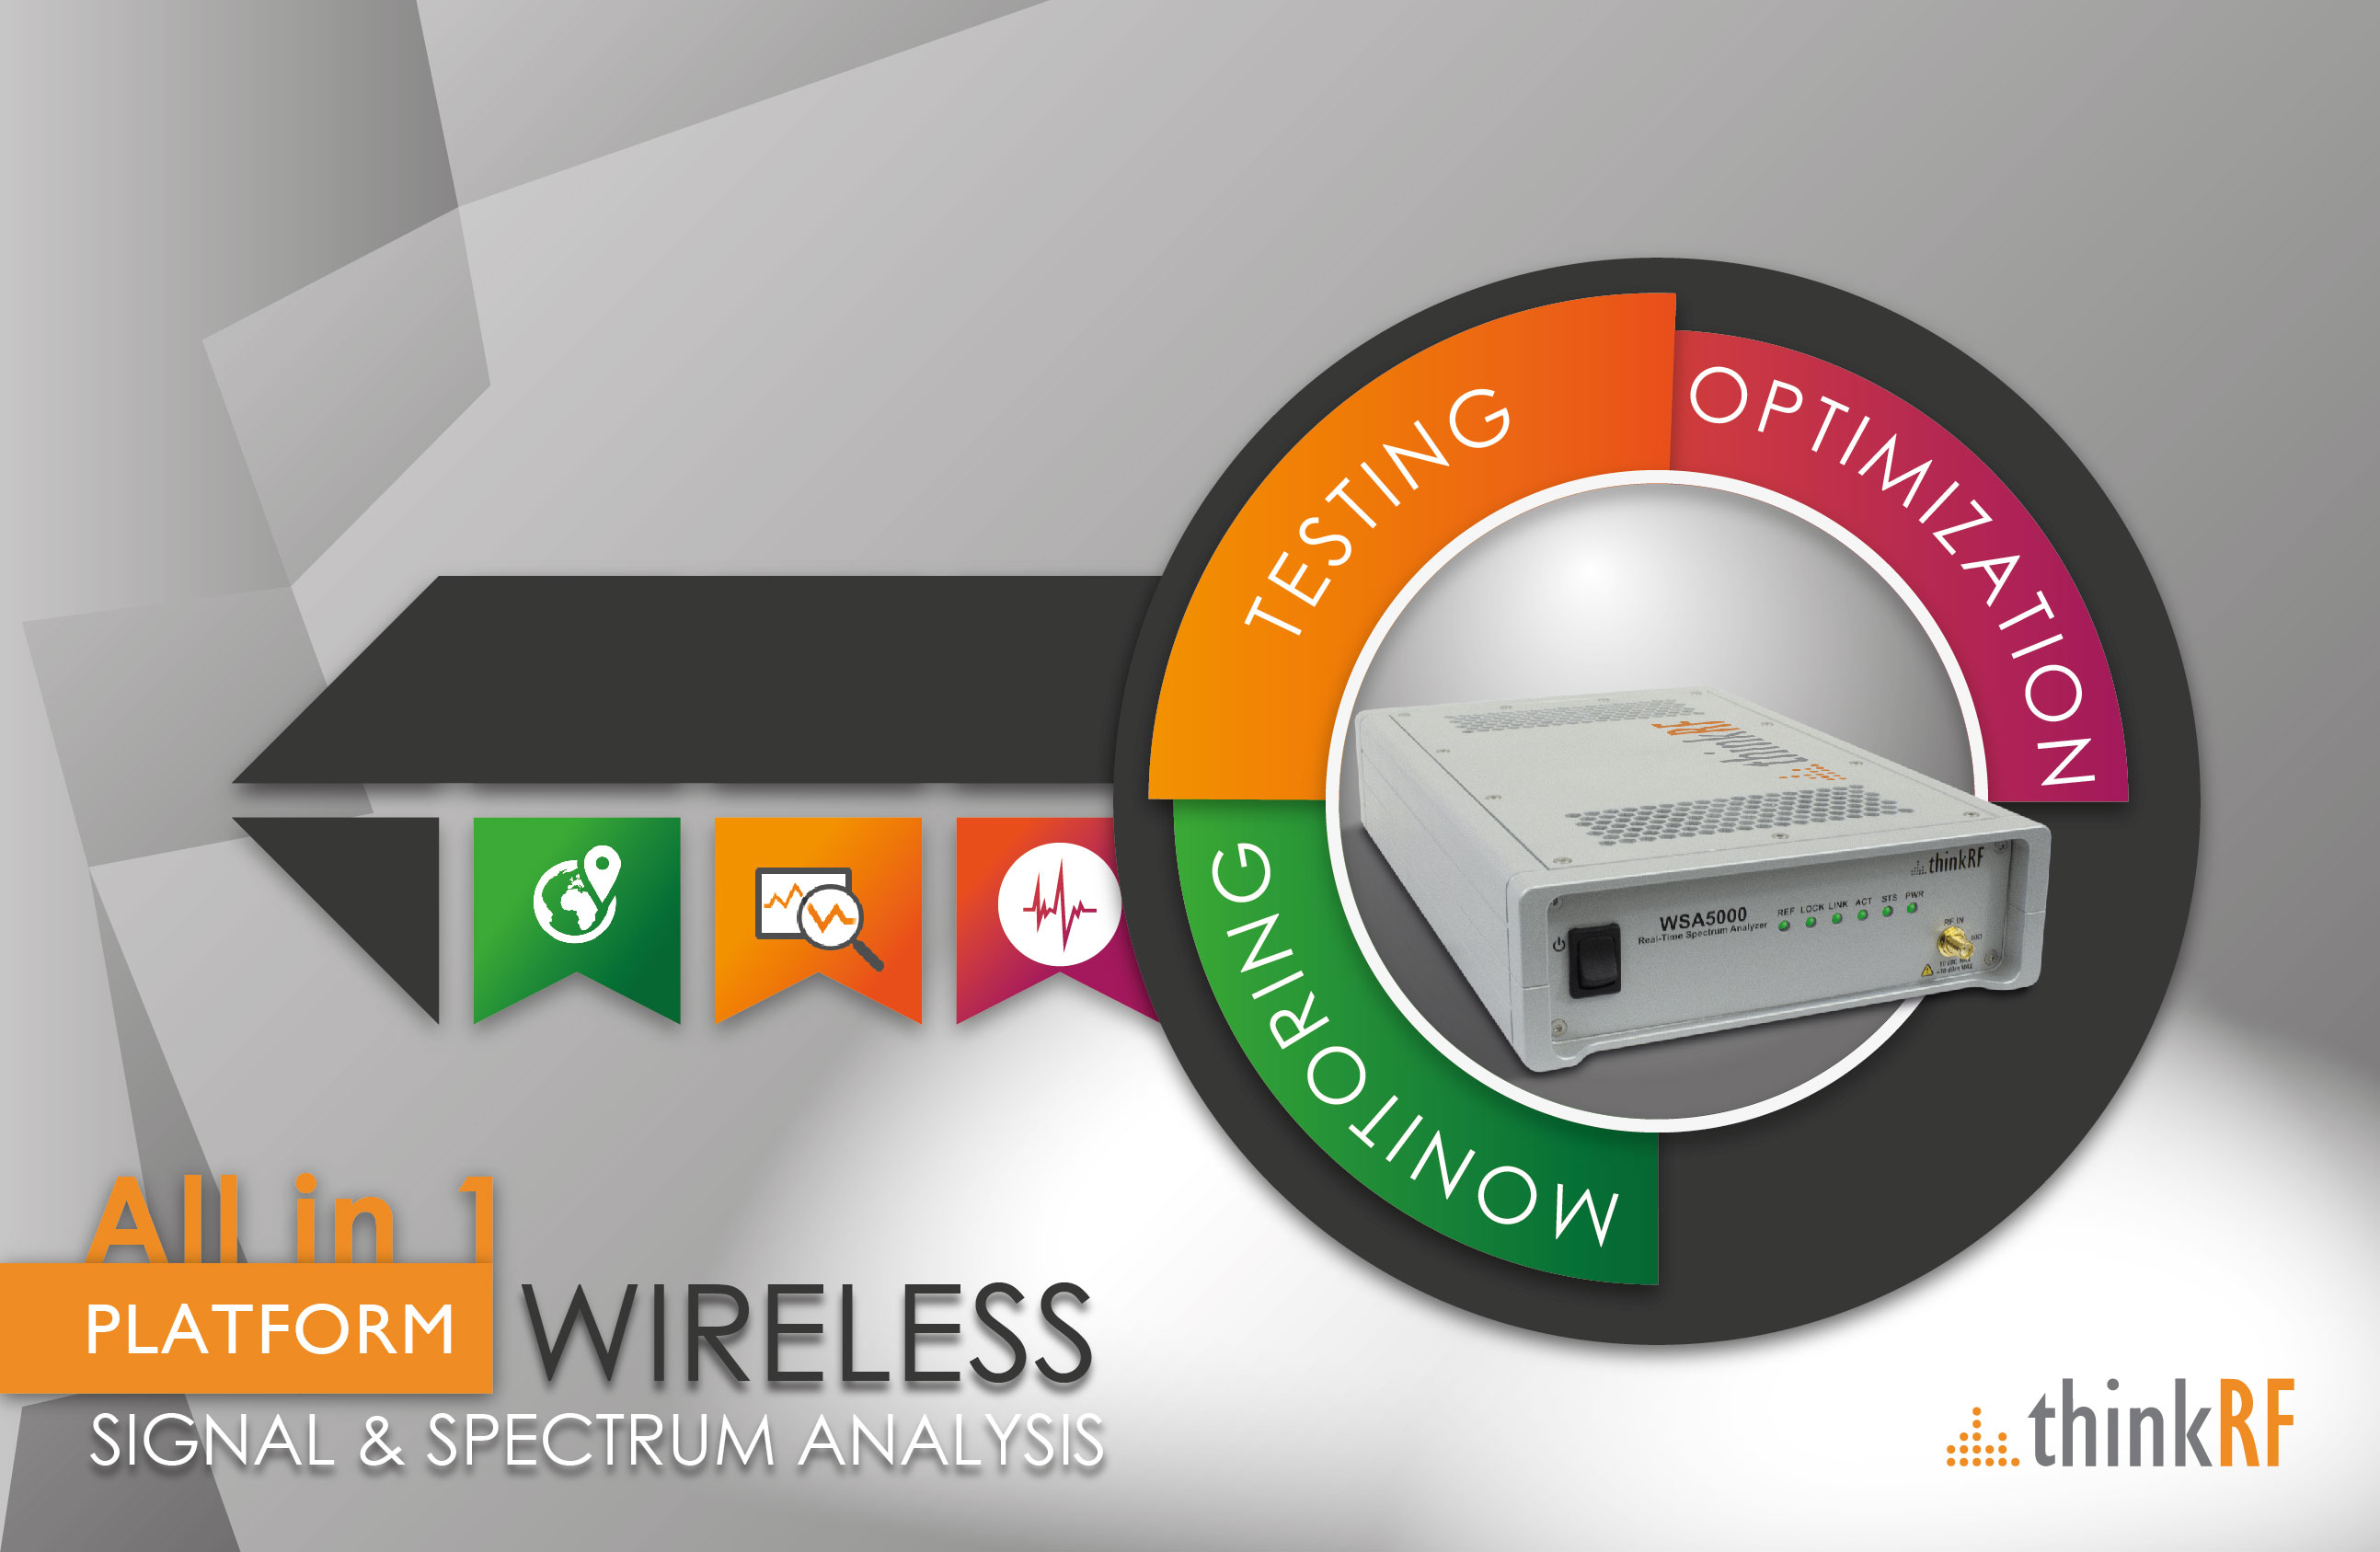 TESTING
OPTIMIZATION
MONITORING
thinkRF
thinkRF
WSA5000
Real-Time Spectrum Analyzer
REF LOCK LINK ACT STS PWR
RF IN
All in 1
PLATFORM
WIRELESS
SIGNAL & SPECTRUM ANALYSIS
thinkRF